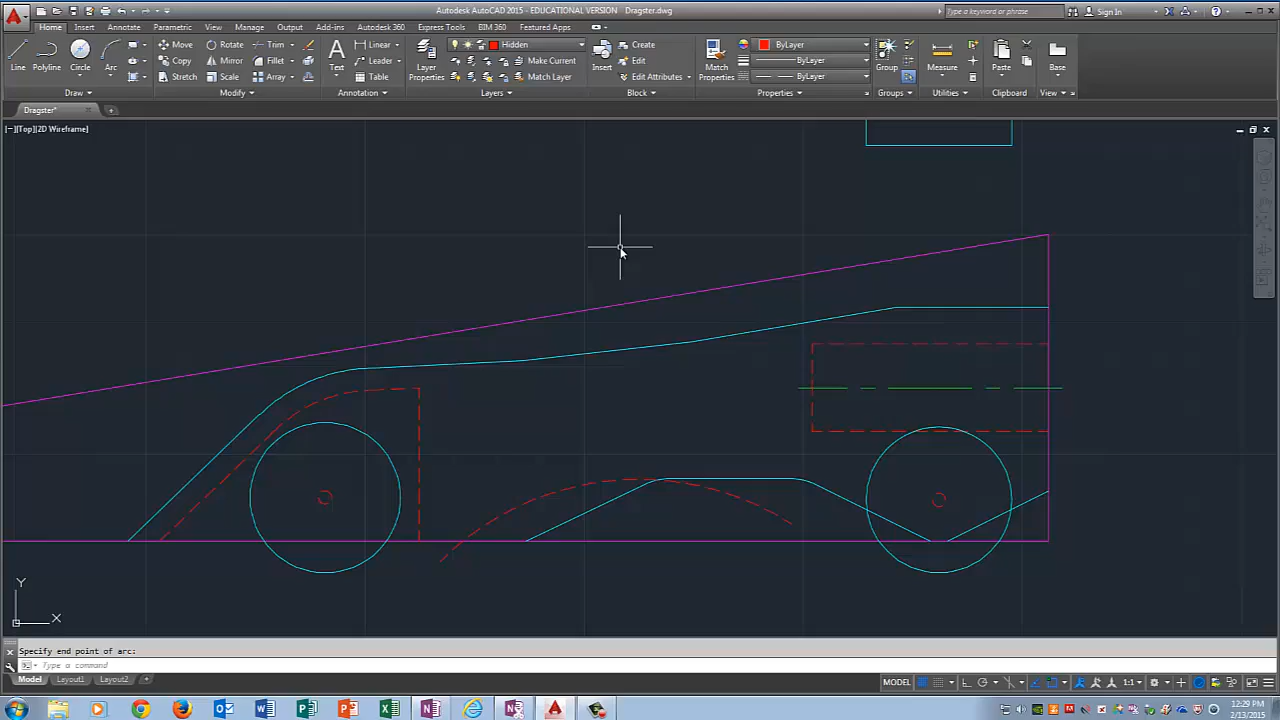 Autodesk AutoCAD 2015 - EDUCATIONAL VERSION Dragster.dwg
Type a keyword or phrase
Sign In
Home Insert Annotate Parametric View Manage Output Add-ins Autodesk 360 Express Tools BIM 360 Featured Apps
Line Polyline Circle Arc
Move Rotate Trim
Copy Mirror Fillet
Stretch Scale Array
Text
Linear
Leader
Table
Layer Properties
Hidden
Make Current
Match Layer
Insert
Create
Edit
Edit Attributes
Match Properties
ByLayer
ByLayer
ByLayer
Group
Measure
Paste
Base
Draw Modify Annotation Layers Block Properties Groups Utilities Clipboard View
Dragster*
[−][Top][2D Wireframe]
Y
X
Specify end point of arc:
Type a command
Model Layout1 Layout2
MODEL
1:1
12:29 PM
2/13/2015